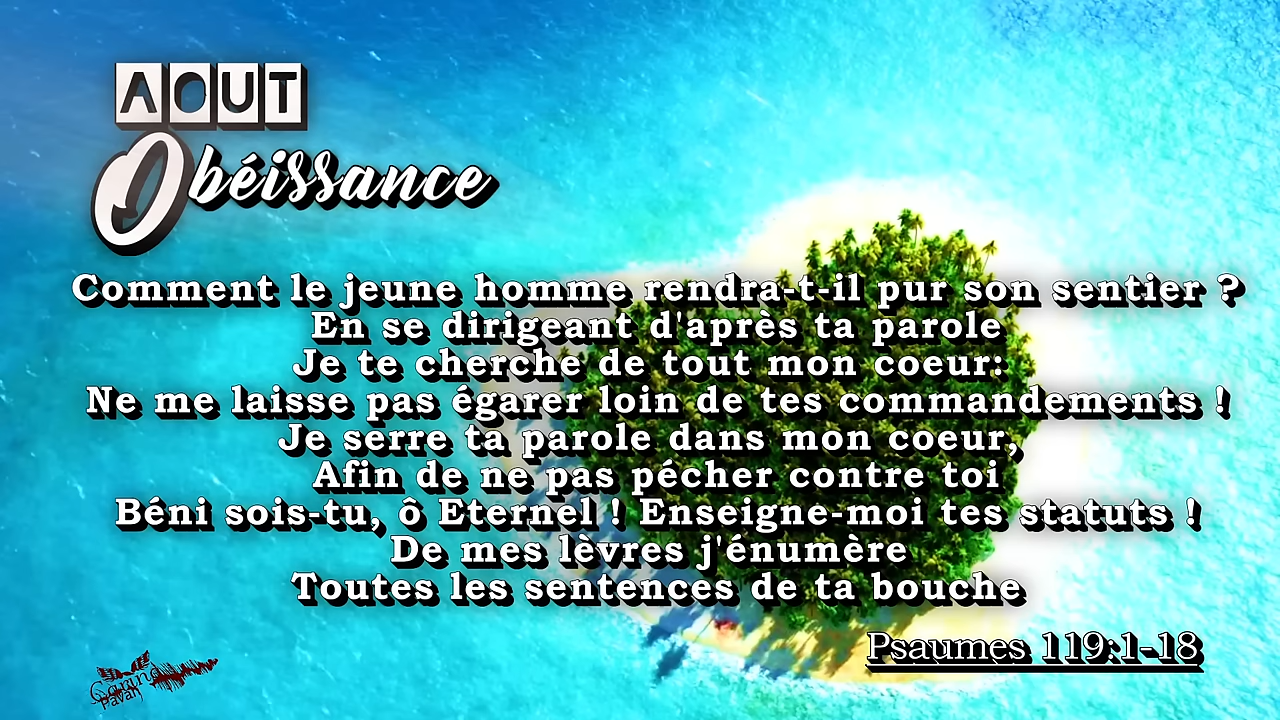 AOUT
Obéissance
Comment le jeune homme rendra-t-il pur son sentier ?
En se dirigeant d'après ta parole
Je te cherche de tout mon coeur:
Ne me laisse pas égarer loin de tes commandements !
Je serre ta parole dans mon coeur,
Afin de ne pas pécher contre toi
Béni sois-tu, ô Eternel ! Enseigne-moi tes statuts !
De mes lèvres j'énumère
Toutes les sentences de ta bouche
Psaumes 119:1-18